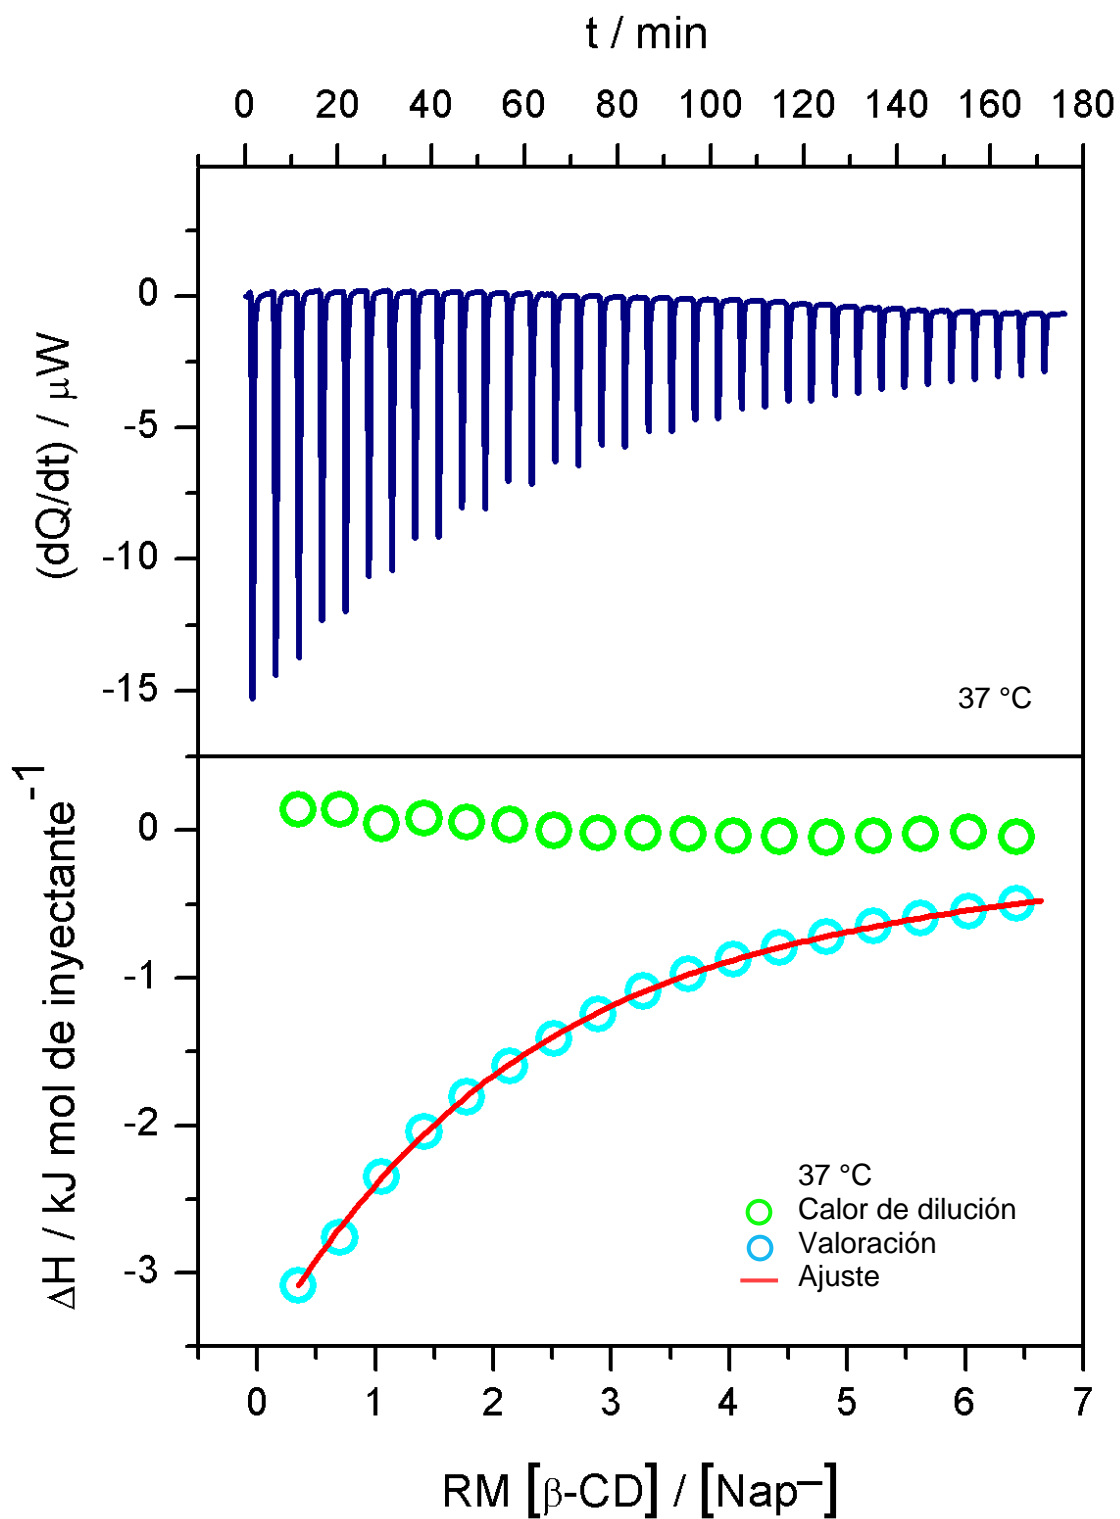 t / min
0 20 40 60 80 100 120 140 160 180
(dQ/dt) / μW
0
-5
-10
-15
37 °C
ΔH / kJ mol de inyectante⁻¹
0
-1
-2
-3
37 °C
Calor de dilución
Valoración
Ajuste
0 1 2 3 4 5 6 7
RM [β-CD] / [Nap⁻]